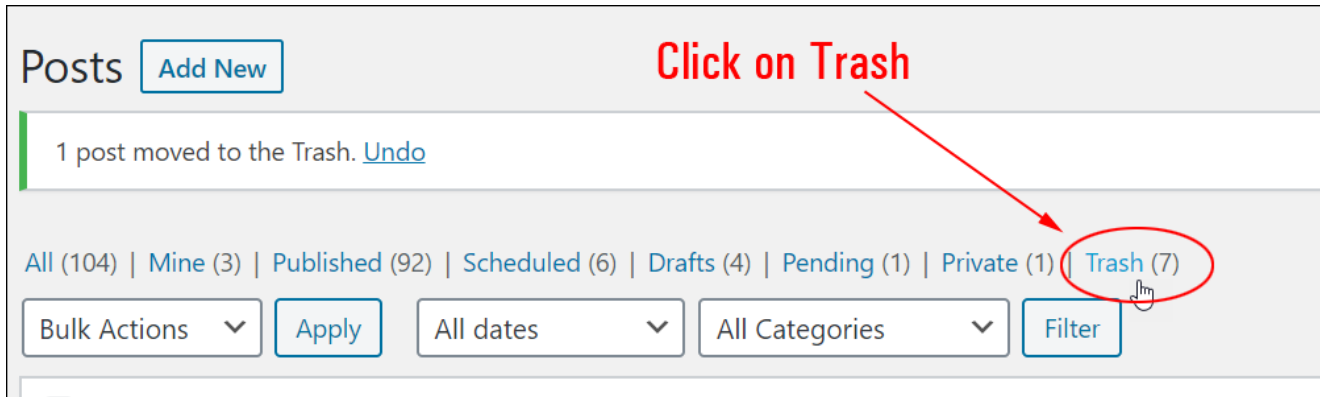 Posts Add New Click on Trash
1 post moved to the Trash. Undo
All (104) | Mine (3) | Published (92) | Scheduled (6) | Drafts (4) | Pending (1) | Private (1) | Trash (7)
Bulk Actions Apply All dates All Categories Filter